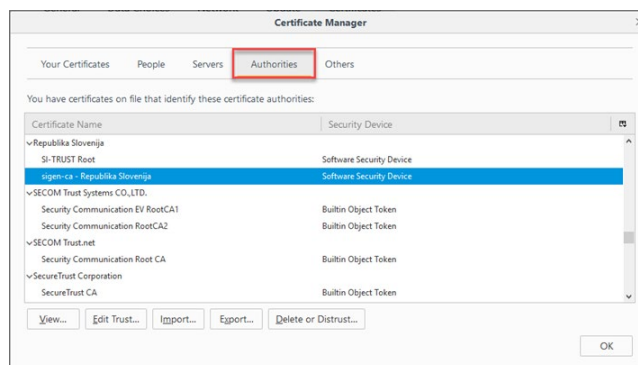 Certificate Manager
Your Certificates People Servers Authorities Others
You have certificates on file that identify these certificate authorities:
Certificate Name Security Device
Republika Slovenija
SI-TRUST Root Software Security Device
sigen-ca - Republika Slovenija Software Security Device
SECOM Trust Systems CO.,LTD.
Security Communication EV RootCA1 Builtin Object Token
Security Communication RootCA2 Builtin Object Token
SECOM Trust.net
Security Communication Root CA Builtin Object Token
SecureTrust Corporation
SecureTrust CA Builtin Object Token
View... Edit Trust... Import... Export... Delete or Distrust...
OK